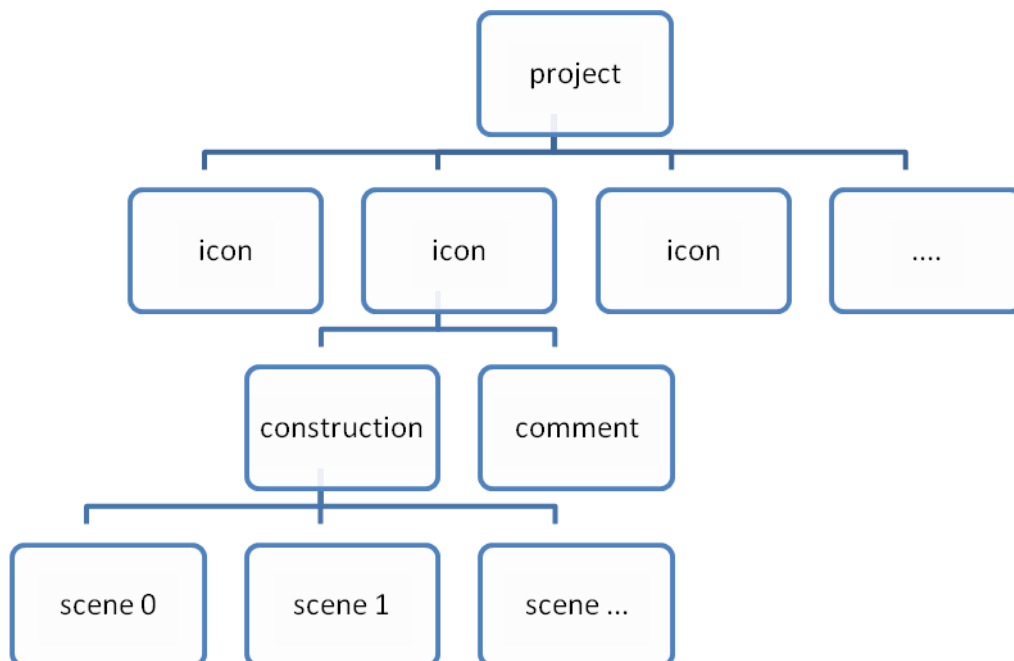 project
icon
icon
icon
....
construction
comment
scene 0
scene 1
scene ...